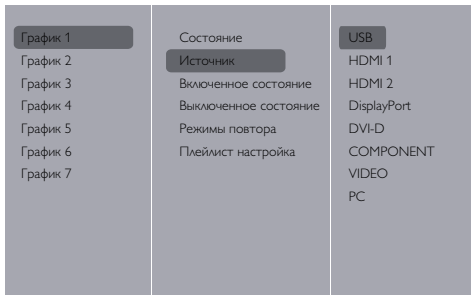 График 1
График 2
График 3
График 4
График 5
График 6
График 7
Состояние
Источник
Включенное состояние
Выключенное состояние
Режимы повтора
Плейлист настройка
USB
HDMI 1
HDMI 2
DisplayPort
DVI-D
COMPONENT
VIDEO
PC